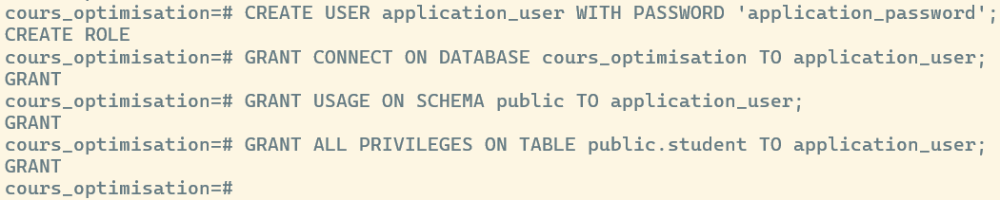 cours_optimisation=# CREATE USER application_user WITH PASSWORD 'application_password';
CREATE ROLE
cours_optimisation=# GRANT CONNECT ON DATABASE cours_optimisation TO application_user;
GRANT
cours_optimisation=# GRANT USAGE ON SCHEMA public TO application_user;
GRANT
cours_optimisation=# GRANT ALL PRIVILEGES ON TABLE public.student TO application_user;
GRANT
cours_optimisation=#